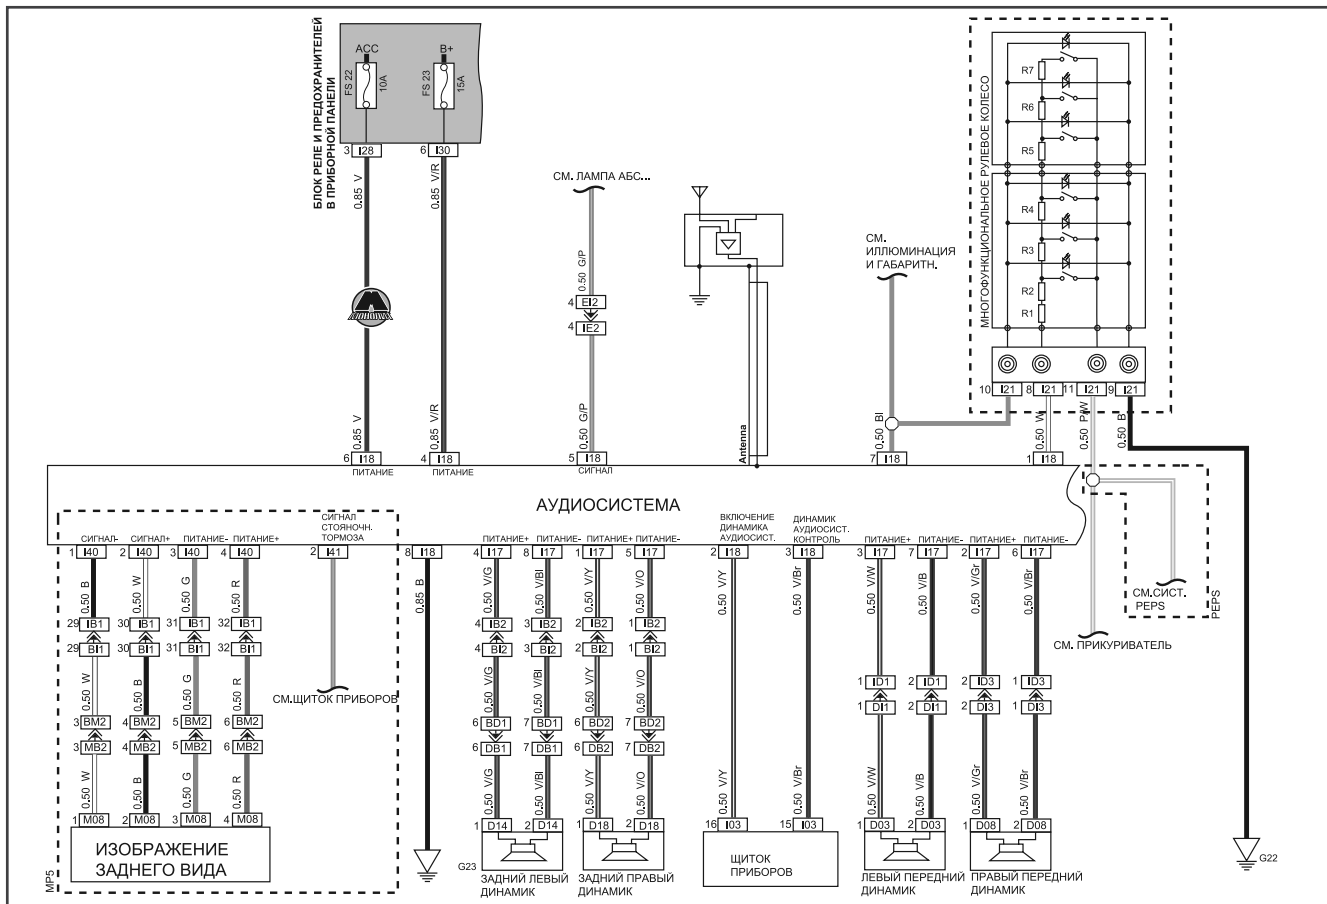 БЛОК РЕЛЕ И ПРЕДОХРАНИТЕЛЕЙ
В ПРИБОРНОЙ ПАНЕЛИ
ACC
B+
FS 22
10A
FS 23
15A
3 I28
6 I30
0.85 V
0.85 V/R
0.85 V
0.85 V/R
6 I18
ПИТАНИЕ
4 I18
ПИТАНИЕ
СМ. ЛАМПА АБС...
0.50 G/P
4 EI2
4 IE2
0.50 G/P
5 I18
СИГНАЛ
Antenna
СМ.
ИЛЛЮМИНАЦИЯ
И ГАБАРИТН.
0.50 Bl
7 I18
МНОГОФУНКЦИОНАЛЬНОЕ РУЛЕВОЕ КОЛЕСО
R7
R6
R5
R4
R3
R2
R1
10 I21
8 I21
11 I21
9 I21
0.50 W
0.50 P/W
0.50 B
1 I18
АУДИОСИСТЕМА
СИГНАЛ-
СИГНАЛ+
ПИТАНИЕ-
ПИТАНИЕ+
СИГНАЛ
СТОЯНОЧН.
ТОРМОЗА
ПИТАНИЕ+
ПИТАНИЕ-
ПИТАНИЕ+
ПИТАНИЕ-
ВКЛЮЧЕНИЕ
ДИНАМИКА
АУДИОСИСТ.
ДИНАМИК
АУДИОСИСТ.
КОНТРОЛЬ
ПИТАНИЕ+
ПИТАНИЕ-
ПИТАНИЕ+
ПИТАНИЕ-
1 I40
2 I40
3 I40
4 I40
2 I41
8 I18
4 I17
8 I17
1 I17
5 I17
2 I18
3 I18
3 I17
7 I17
2 I17
6 I17
0.50 B
0.50 W
0.50 G
0.50 R
0.85 B
0.50 V/G
0.50 V/Bl
0.50 V/Y
0.50 V/O
0.50 V/Y
0.50 V/Br
0.50 V/W
0.50 V/B
0.50 V/Gr
0.50 V/Br
СМ.СИСТ.
PEPS
PEPS
СМ. ПРИКУРИВАТЕЛЬ
29 IB1
30 IB1
31 IB1
32 IB1
4 IB2
3 IB2
2 IB2
1 IB2
29 BI1
30 BI1
31 BI1
32 BI1
4 BI2
3 BI2
2 BI2
1 BI2
1 ID1
2 ID1
2 ID3
1 ID3
1 DI1
2 DI1
2 DI3
1 DI3
0.50 W
0.50 B
0.50 G
0.50 R
СМ.ЩИТОК ПРИБОРОВ
0.50 V/G
0.50 V/Bl
0.50 V/Y
0.50 V/O
3 BM2
4 BM2
5 BM2
6 BM2
6 BD1
7 BD1
6 BD2
7 BD2
3 MB2
4 MB2
5 MB2
6 MB2
6 DB1
7 DB1
6 DB2
7 DB2
0.50 W
0.50 B
0.50 G
0.50 R
0.50 V/G
0.50 V/Bl
0.50 V/Y
0.50 V/O
0.50 V/Y
0.50 V/Br
0.50 V/W
0.50 V/B
0.50 V/Gr
0.50 V/Br
1 M08
2 M08
3 M08
4 M08
1 D14
2 D14
1 D18
2 D18
16 I03
15 I03
1 D03
2 D03
1 D08
2 D08
ИЗОБРАЖЕНИЕ
ЗАДНЕГО ВИДА
MP5
G23
ЗАДНИЙ ЛЕВЫЙ
ДИНАМИК
ЗАДНИЙ ПРАВЫЙ
ДИНАМИК
ЩИТОК
ПРИБОРОВ
ЛЕВЫЙ ПЕРЕДНИЙ
ДИНАМИК
ПРАВЫЙ ПЕРЕДНИЙ
ДИНАМИК
G22